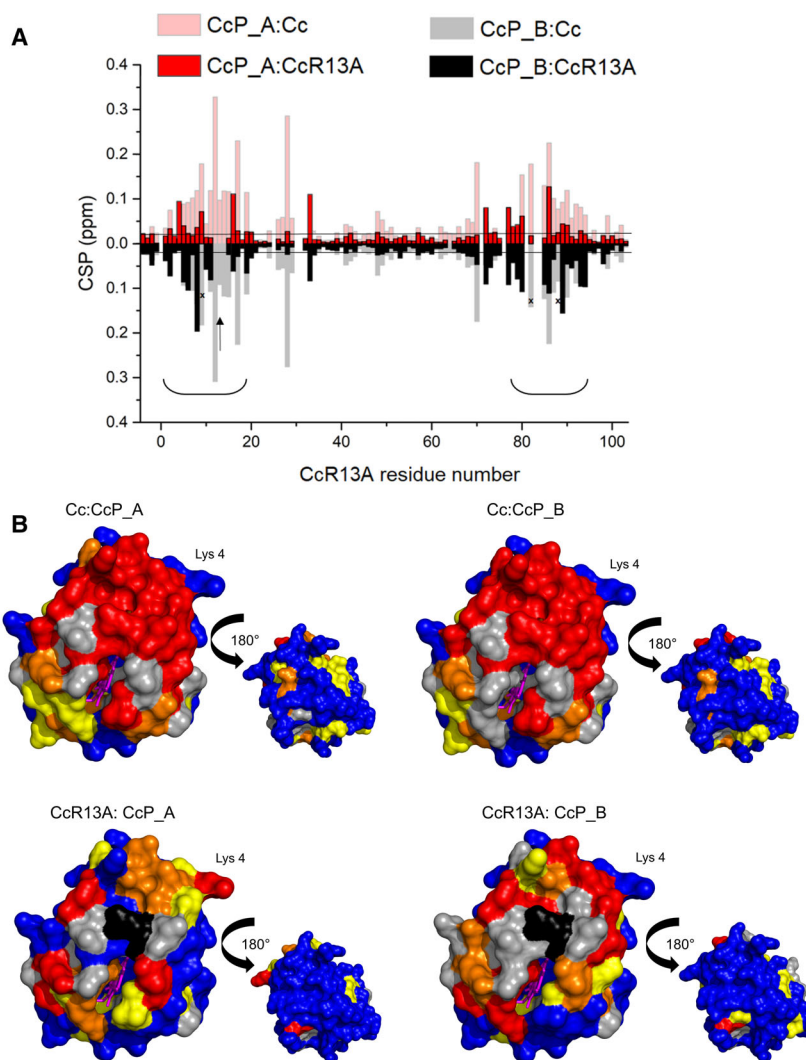 A
CcP_A:Cc
CcP_B:Cc
CcP_A:CcR13A
CcP_B:CcR13A
0.4
0.3
0.2
0.1
0.0
0.1
0.2
0.3
0.4
CSP (ppm)
x
x
x
0
20
40
60
80
100
CcR13A residue number
B
Cc:CcP_A
Cc:CcP_B
Lys 4
Lys 4
180°
180°
CcR13A: CcP_A
CcR13A: CcP_B
Lys 4
Lys 4
180°
180°